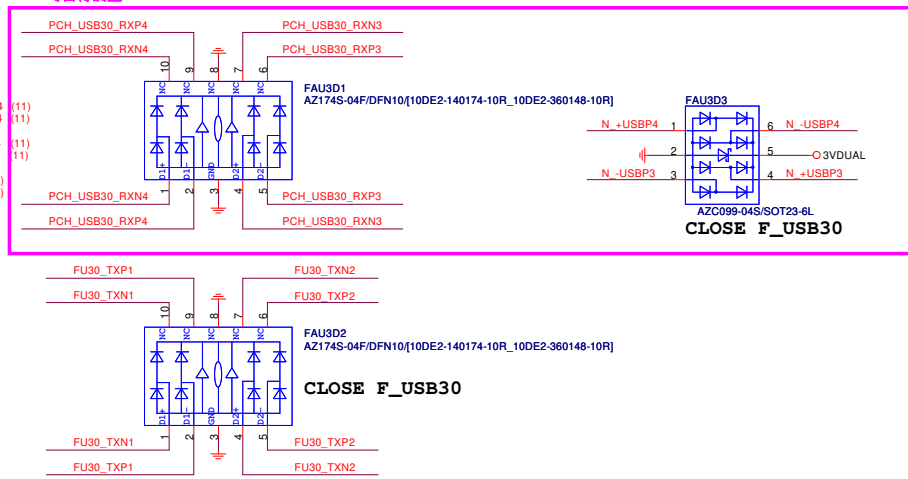 PCH_USB30_RXP4
PCH_USB30_RXN3
PCH_USB30_RXN4
PCH_USB30_RXP3
10
9
8
7
6
NC
NC
NC
NC
FAU3D1
AZ174S-04F/DFN10/[10DE2-140174-10R_10DE2-360148-10R]
D1+
D1-
GND
D2+
D2-
1
2
3
4
5
PCH_USB30_RXN4
PCH_USB30_RXP3
PCH_USB30_RXP4
PCH_USB30_RXN3
4 (11)
4 (11)
(11)
(11)
)
)
FAU3D3
N_+USBP4
1
6
N_-USBP4
2
5
3VDUAL
N_-USBP3
3
4
N_+USBP3
AZC099-04S/SOT23-6L
CLOSE F_USB30
FU30_TXP1
FU30_TXN2
FU30_TXN1
FU30_TXP2
10
9
8
7
6
NC
NC
NC
NC
FAU3D2
AZ174S-04F/DFN10/[10DE2-140174-10R_10DE2-360148-10R]
CLOSE F_USB30
D1+
D1-
GND
D2+
D2-
1
2
3
4
5
FU30_TXN1
FU30_TXP2
FU30_TXP1
FU30_TXN2